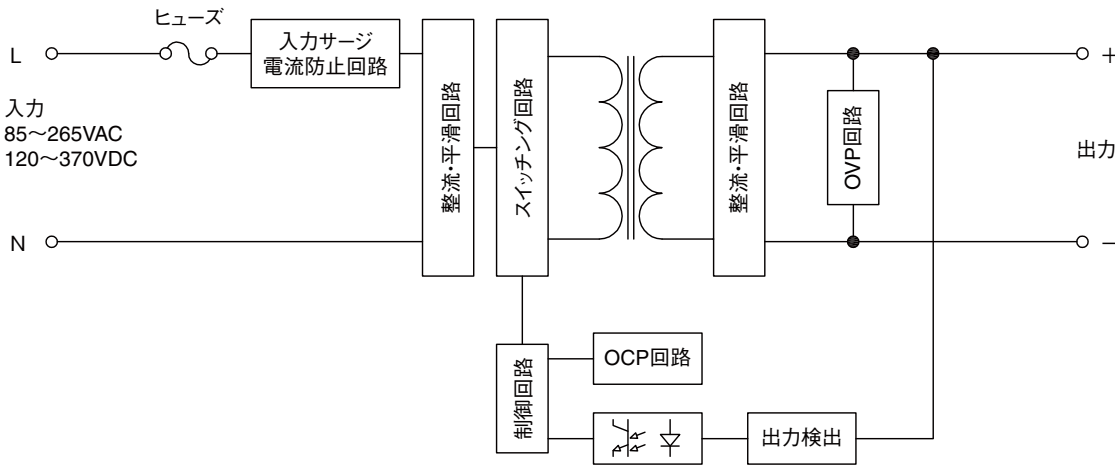 ヒューズ
L
入力サージ
電流防止回路
+
入力
85～265VAC
120～370VDC
整流・平滑回路
スイッチング回路
整流・平滑回路
OVP回路
出力
N
−
制御回路
OCP回路
出力検出